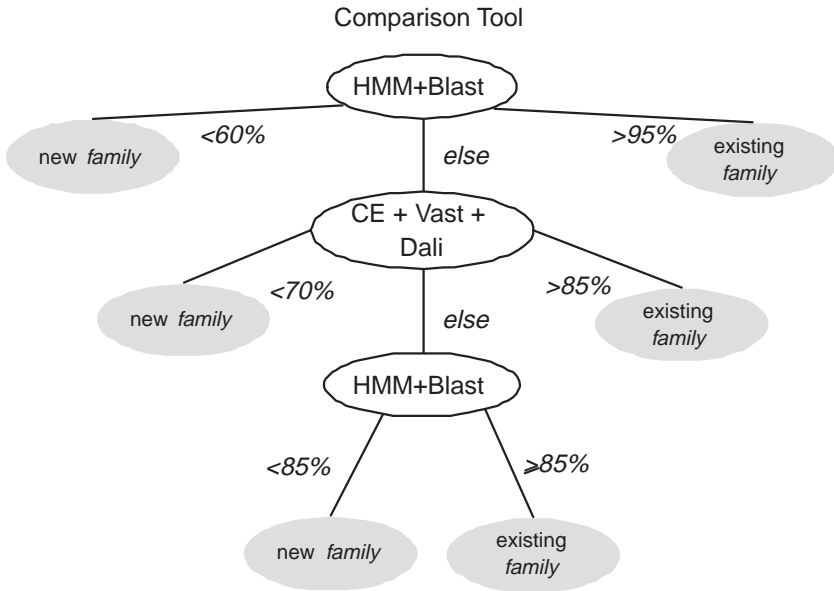 Comparison Tool
HMM+Blast
<60%
>95%
new family
else
existing
family
CE + Vast +
Dali
<70%
>85%
new family
else
existing
family
HMM+Blast
<85%
≥85%
new family
existing
family